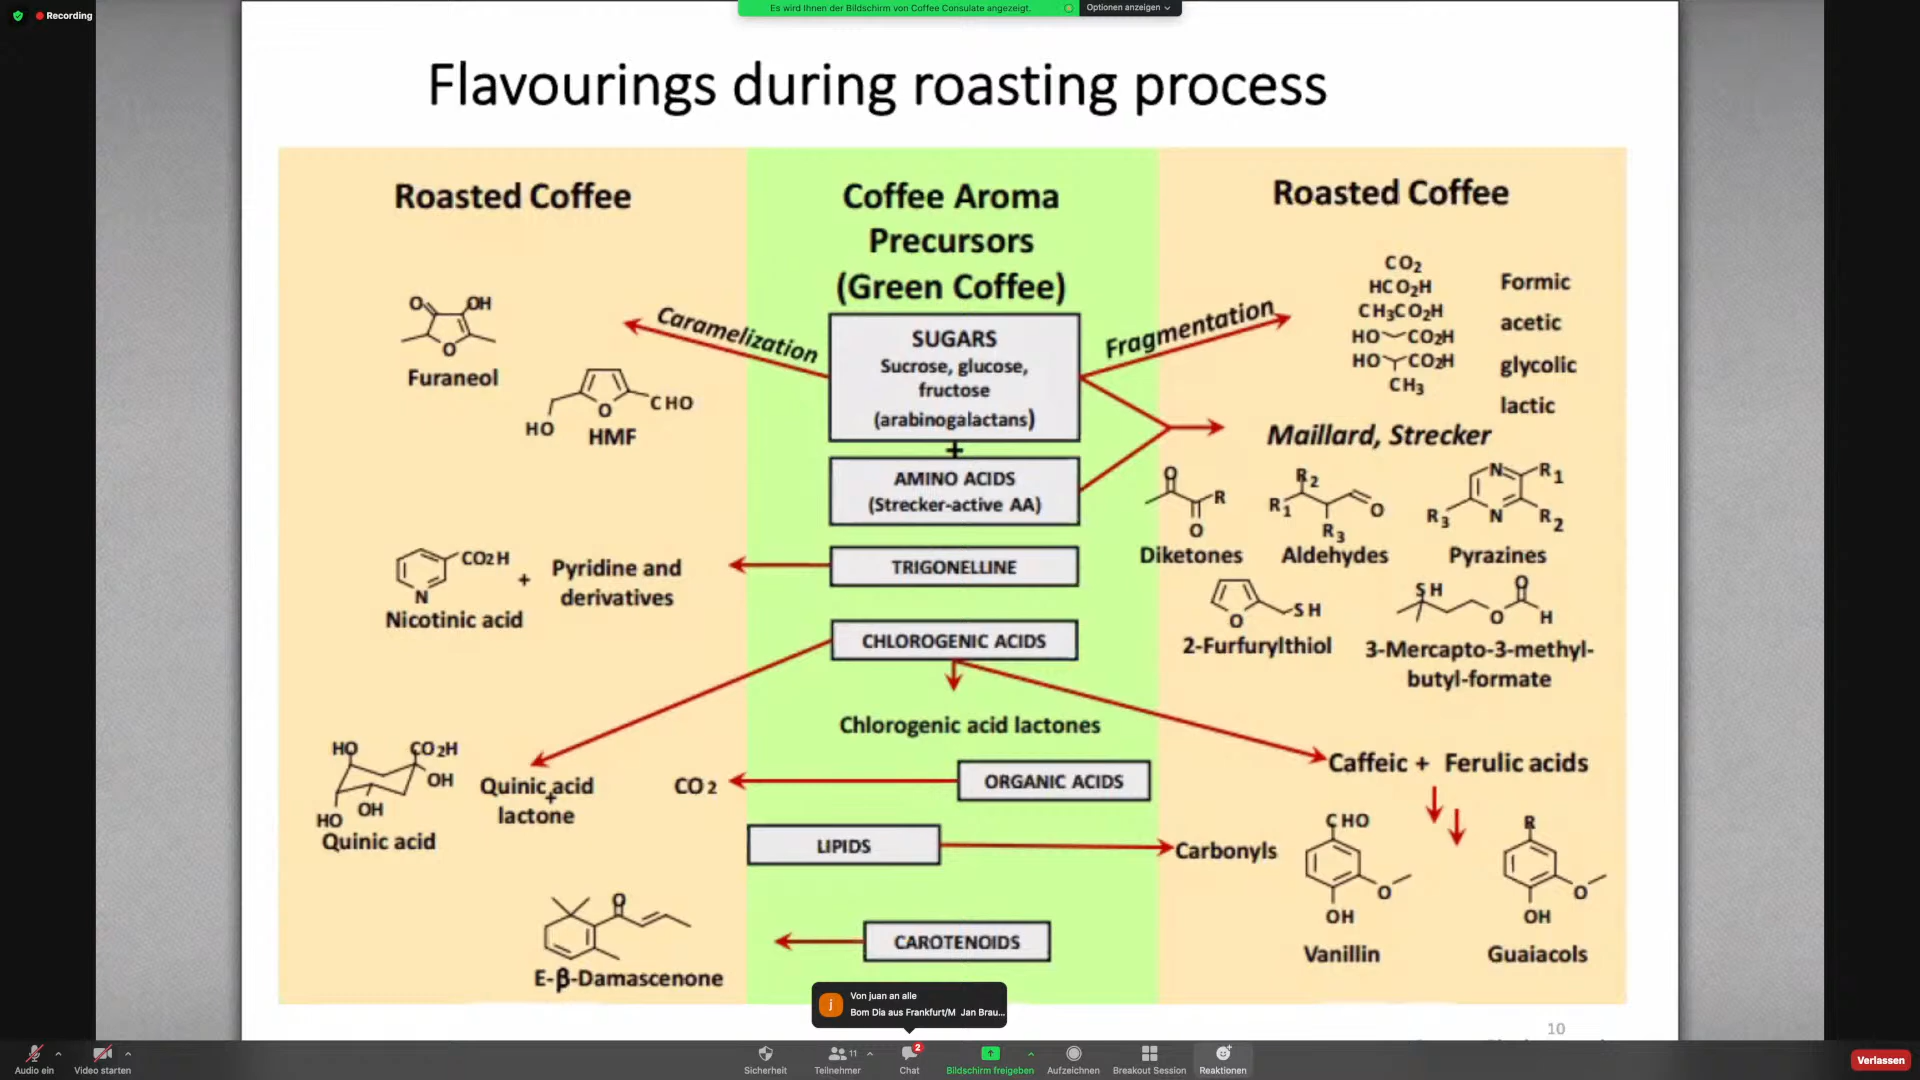 Recording
Es wird Ihnen der Bildschirm von Coffee Consulate angezeigt.
Optionen anzeigen
Flavourings during roasting process
Roasted Coffee
Coffee Aroma
Precursors
(Green Coffee)
Roasted Coffee
O
OH
O
Furaneol
HO
O
CHO
HMF
Caramelization
SUGARS
Sucrose, glucose,
fructose
(arabinogalactans)
+
AMINO ACIDS
(Strecker-active AA)
Fragmentation
CO2
HCO2H
CH3CO2H
HO CO2H
HO CO2H
CH3
Formic
acetic
glycolic
lactic
Maillard, Strecker
O
R
O
Diketones
R2
R1
O
R3
Aldehydes
N
R1
R3
N
R2
Pyrazines
CO2H
N
Nicotinic acid
+
Pyridine and
derivatives
TRIGONELLINE
O
SH
2-Furfurylthiol
SH
O
O
H
3-Mercapto-3-methyl-
butyl-formate
CHLOROGENIC ACIDS
Chlorogenic acid lactones
HO
CO2H
OH
OH
HO
Quinic acid
+
Quinic acid
lactone
CO2
ORGANIC ACIDS
Caffeic + Ferulic acids
LIPIDS
Carbonyls
CHO
O
OH
Vanillin
R
O
OH
Guaiacols
O
E-β-Damascenone
CAROTENOIDS
j
Von juan an alle
Bom Dia aus Frankfurt/M Jan Brau...
10
Audio ein
Video starten
Sicherheit
11
Teilnehmer
2
Chat
Bildschirm freigeben
Aufzeichnen
Breakout Session
Reaktionen
Verlassen